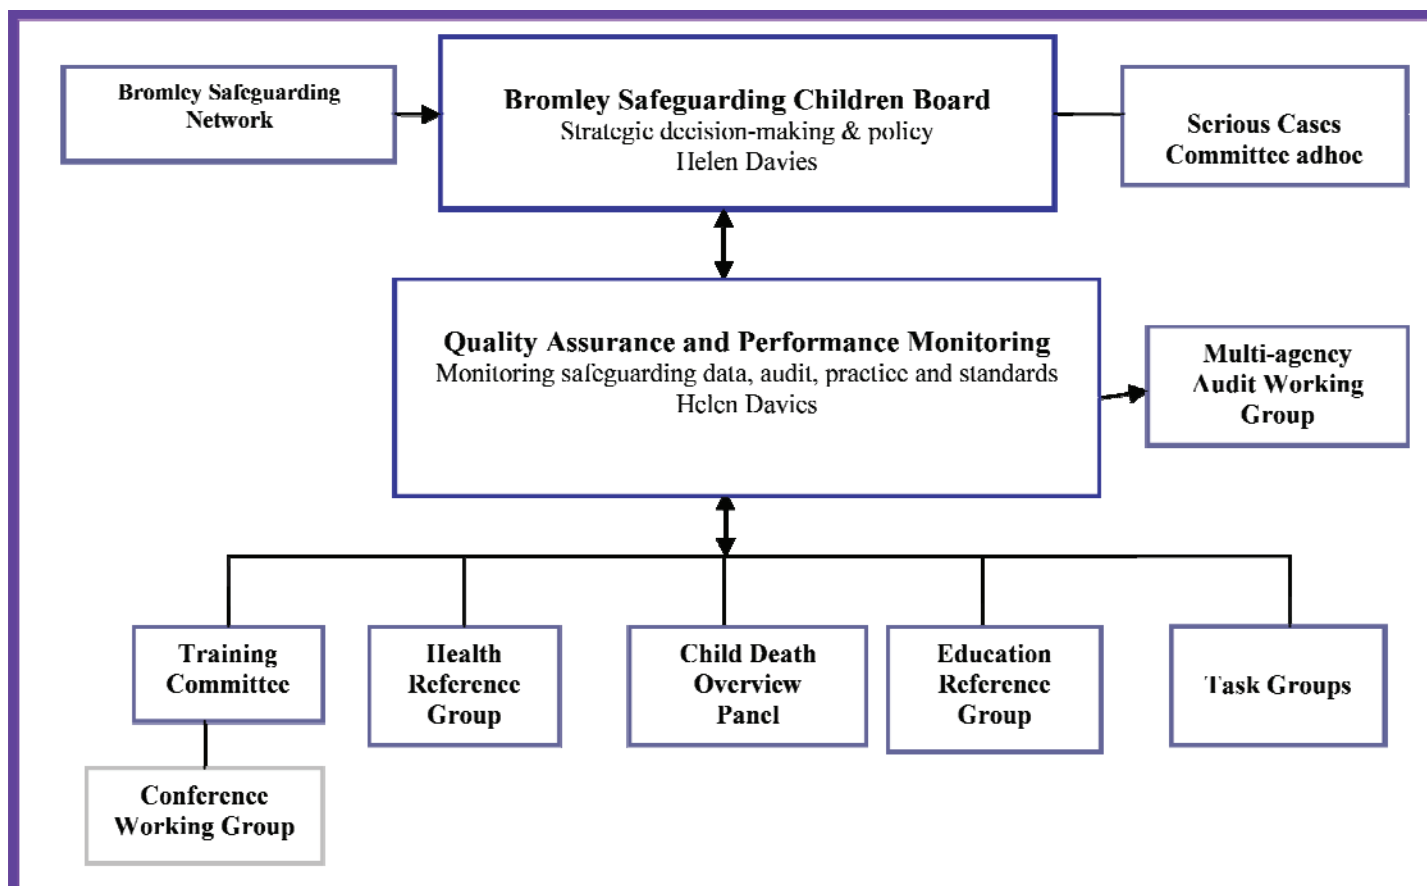 Bromley Safeguarding
Network
Bromley Safeguarding Children Board
Strategic decision-making & policy
Helen Davies
Serious Cases
Committee adhoc
Quality Assurance and Performance Monitoring
Monitoring safeguarding data, audit, practice and standards
Helen Davies
Multi-agency
Audit Working
Group
Training
Committee
Health
Reference
Group
Child Death
Overview
Panel
Education
Reference
Group
Task Groups
Conference
Working Group